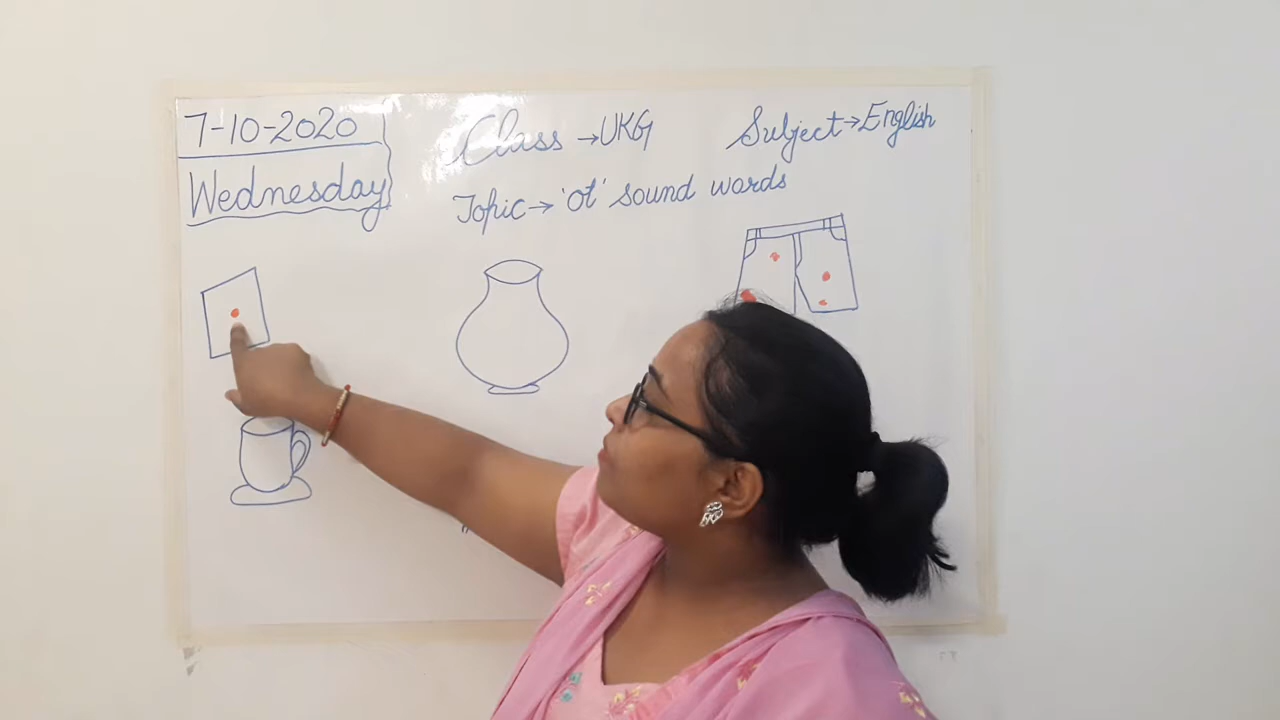 7-10-2020
Wednesday
Class → UKG
Subject → English
Topic → 'ot' sound words